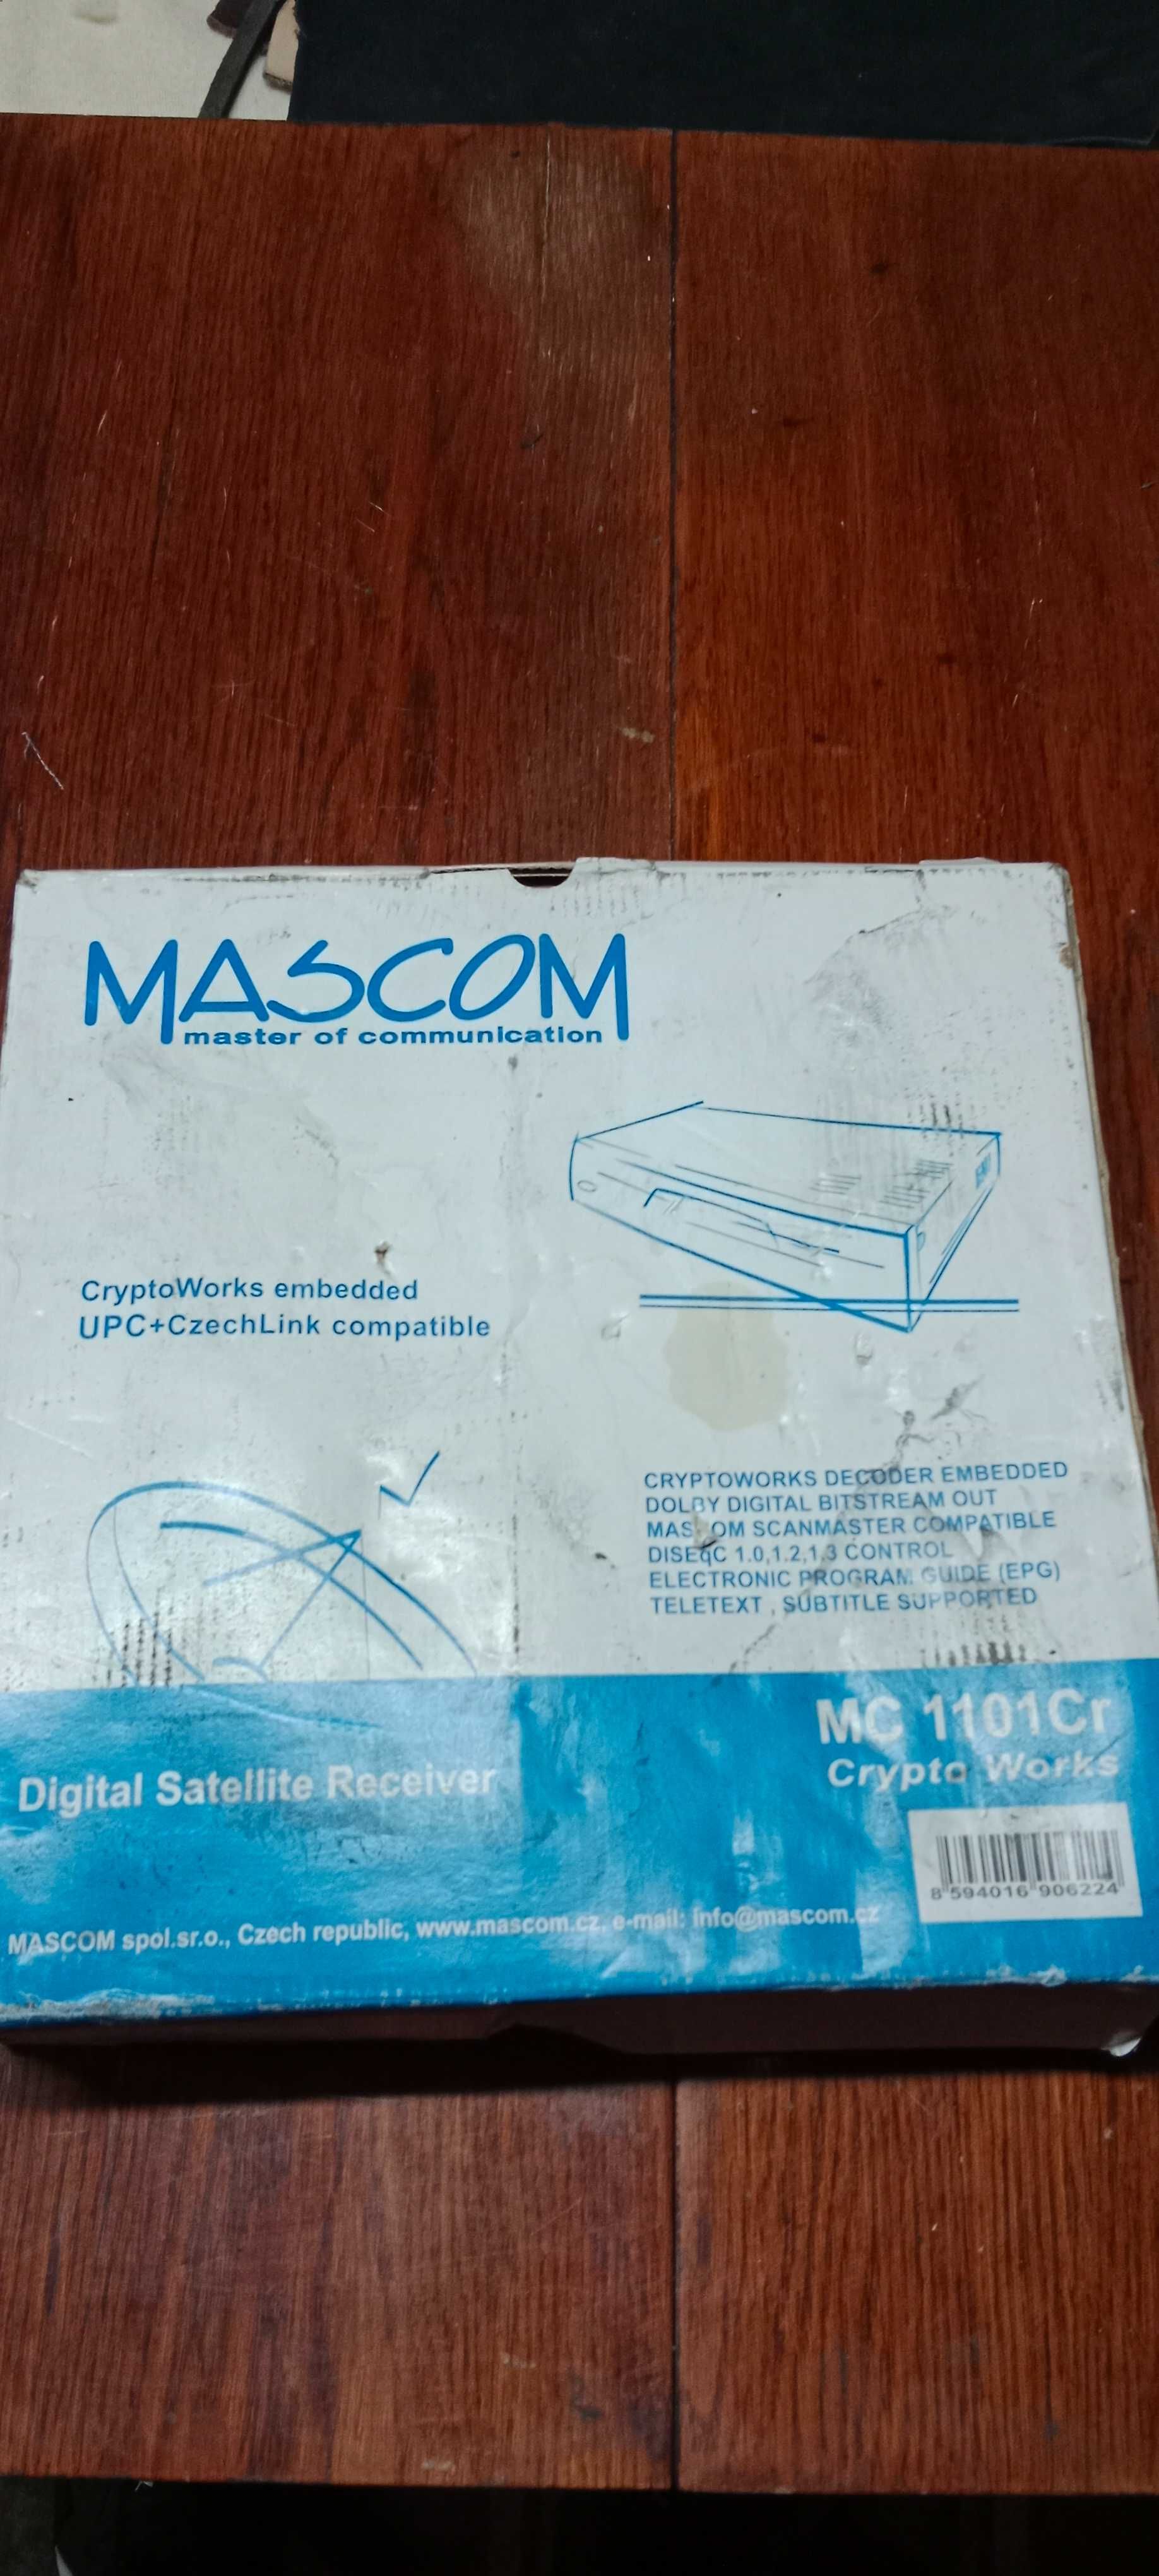 MASCOM
master of communication
CryptoWorks embedded
UPC+CzechLink compatible
CRYPTOWORKS DECODER EMBEDDED
DOLBY DIGITAL BITSTREAM OUT
MASCOM SCANMASTER COMPATIBLE
DISEqC 1.0,1.2,1.3 CONTROL
ELECTRONIC PROGRAM GUIDE (EPG)
TELETEXT , SUBTITLE SUPPORTED
MC 1101Cr
Crypto Works
Digital Satellite Receiver
8 594016 906224
MASCOM spol.sr.o., Czech republic, www.mascom.cz, e-mail: info@mascom.cz